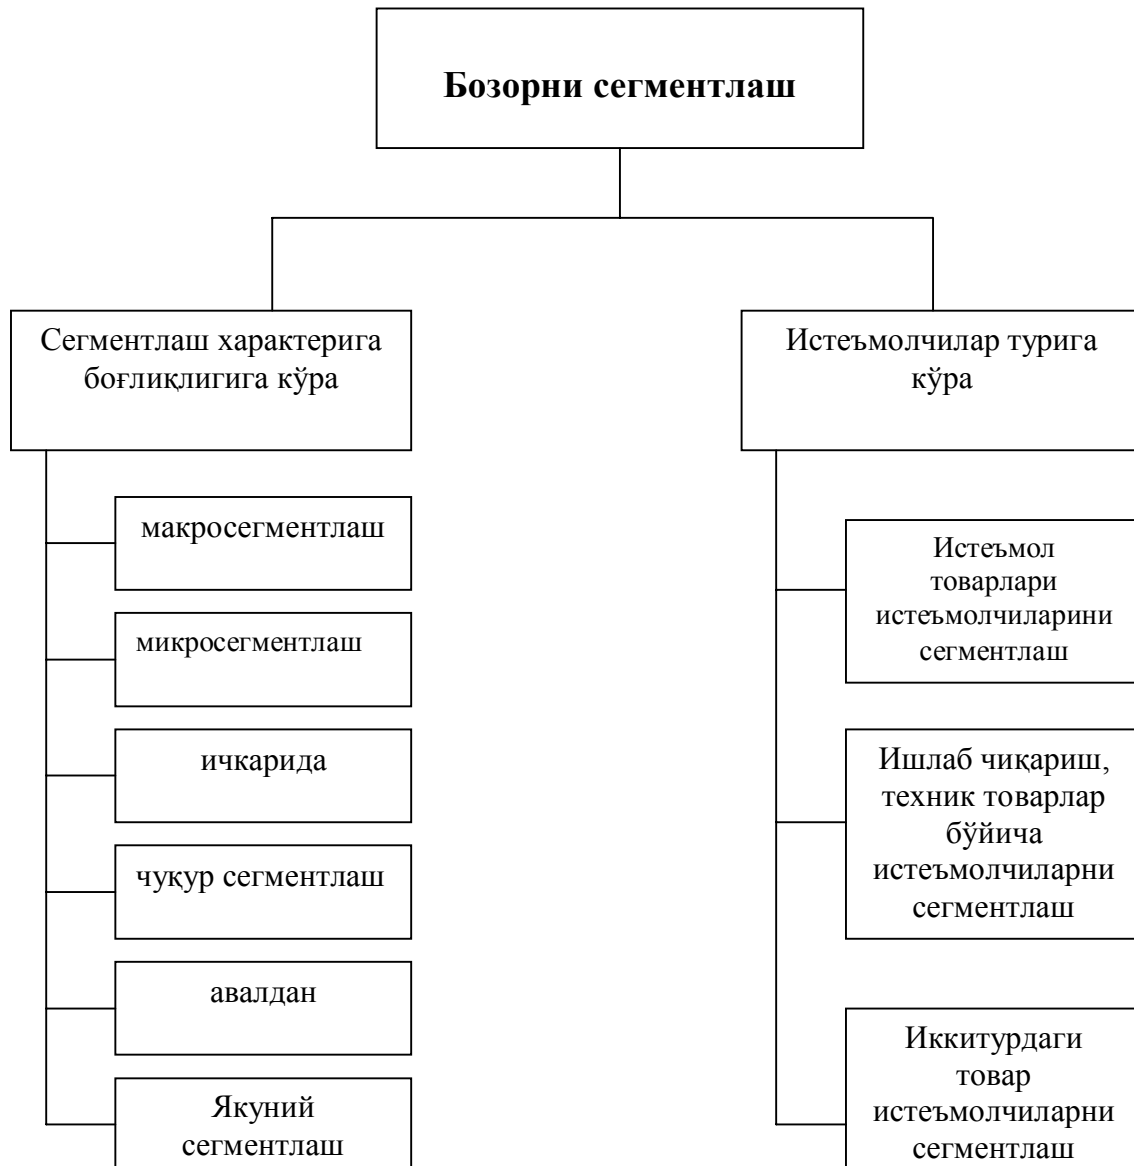 Бозорни сегментлаш
Сегментлаш характерига
боғлиқлигига кўра
макросегментлаш
микросегментлаш
ичкарида
чуқур сегментлаш
авалдан
Якуний
сегментлаш
Истеъмолчилар турига
кўра
Истеъмол
товарлари
истеъмолчиларини
сегментлаш
Ишлаб чиқариш,
техник товарлар
бўйича
истеъмолчиларни
сегментлаш
Иккитурдаги
товар
истеъмолчиларни
сегментлаш